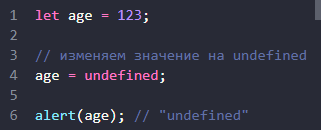 1 let age = 123;
2
3 // изменяем значение на undefined
4 age = undefined;
5
6 alert(age); // "undefined"